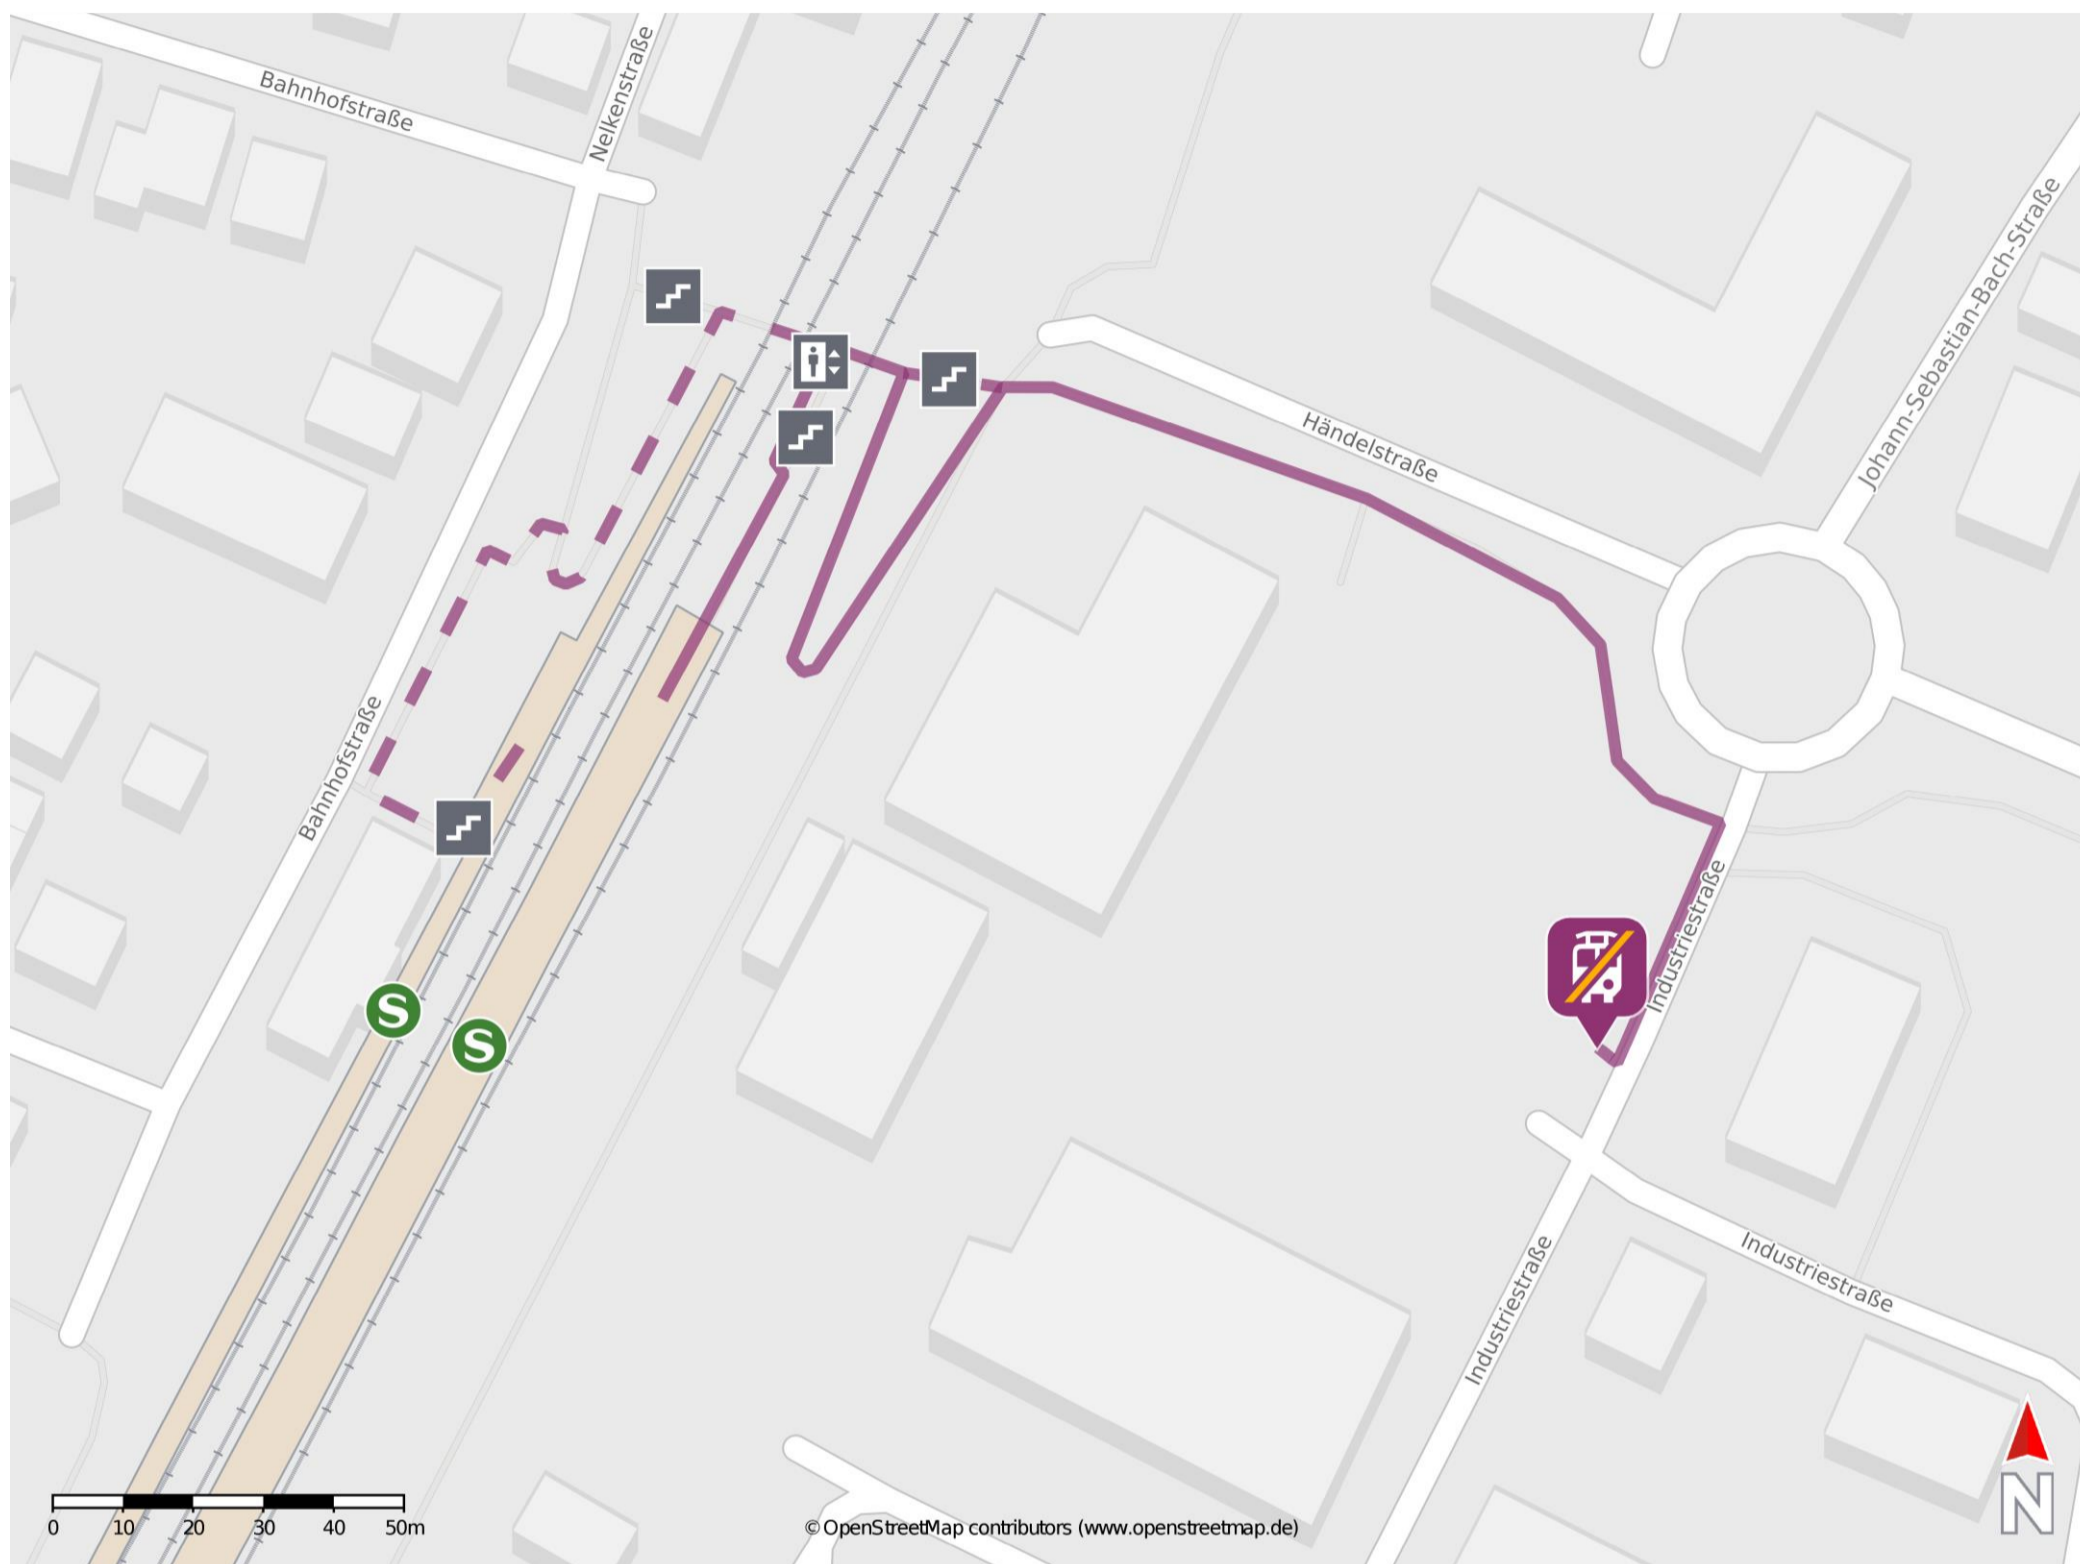 Bahnhofstraße
Nelkenstraße
Johann-Sebastian-Bach-Straße
Händelstraße
Bahnhofstraße
Industriestraße
S
S
Industriestraße
Industriestraße
0 10 20 30 40 50m
© OpenStreetMap contributors (www.openstreetmap.de)
N